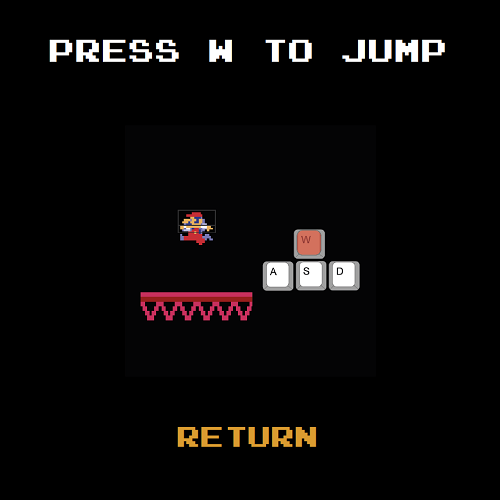 PRESS W TO JUMP
W
A S D
RETURN